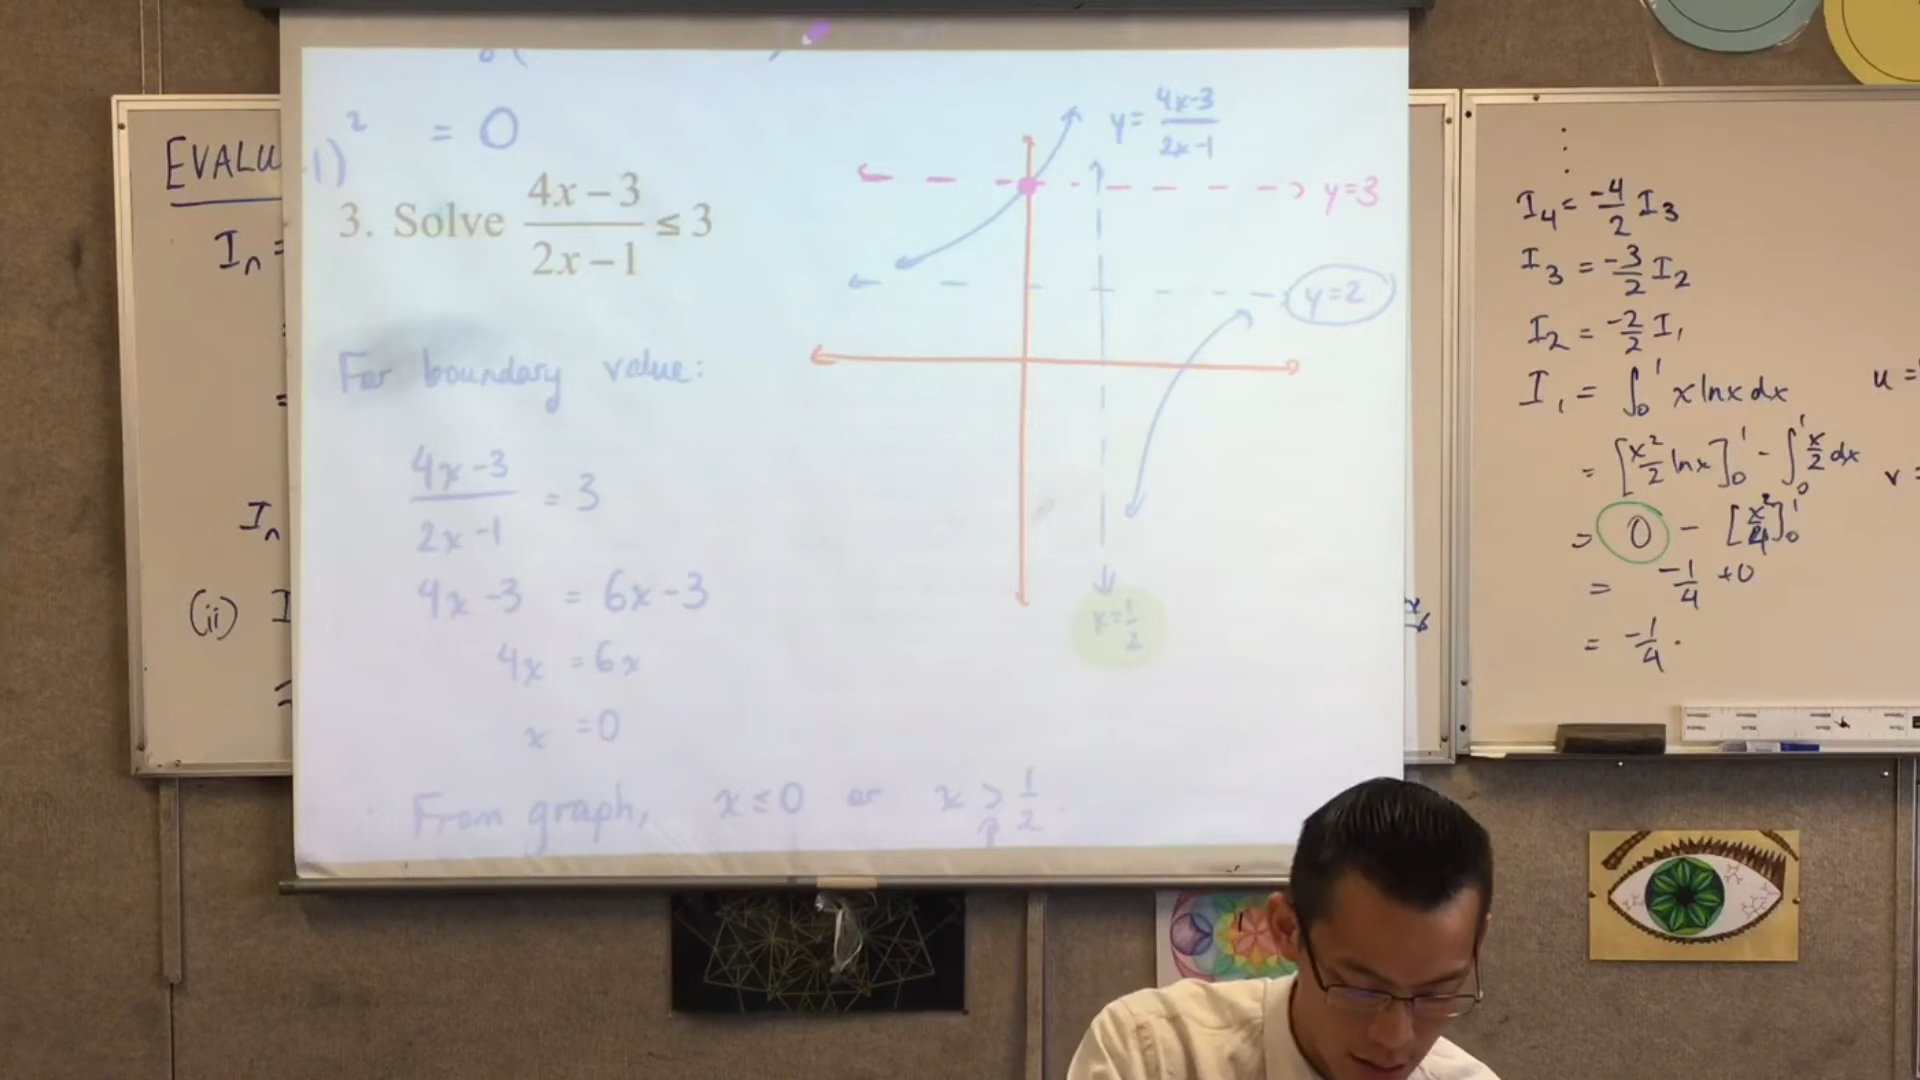 EVALU
I_n =
=
=
I_n
(ii) I
=
1)² = 0
3. Solve (4x − 3)/(2x − 1) ≤ 3
For boundary value:
(4x-3)/(2x-1) = 3
4x-3 = 6x-3
4x = 6x
x = 0
From graph, x ≤ 0 or x > 1/2.
y = (4x-3)/(2x-1)
y=3
y=2
x=1/2
⋮
I₄ = -4/2 I₃
I₃ = -3/2 I₂
I₂ = -2/2 I₁
I₁ = ∫₀¹ x ln x dx
u =
= [x²/2 ln x]₀¹ - ∫₀¹ x/2 dx
v =
= 0 - [x²/4]₀¹
= -1/4 + 0
= -1/4.